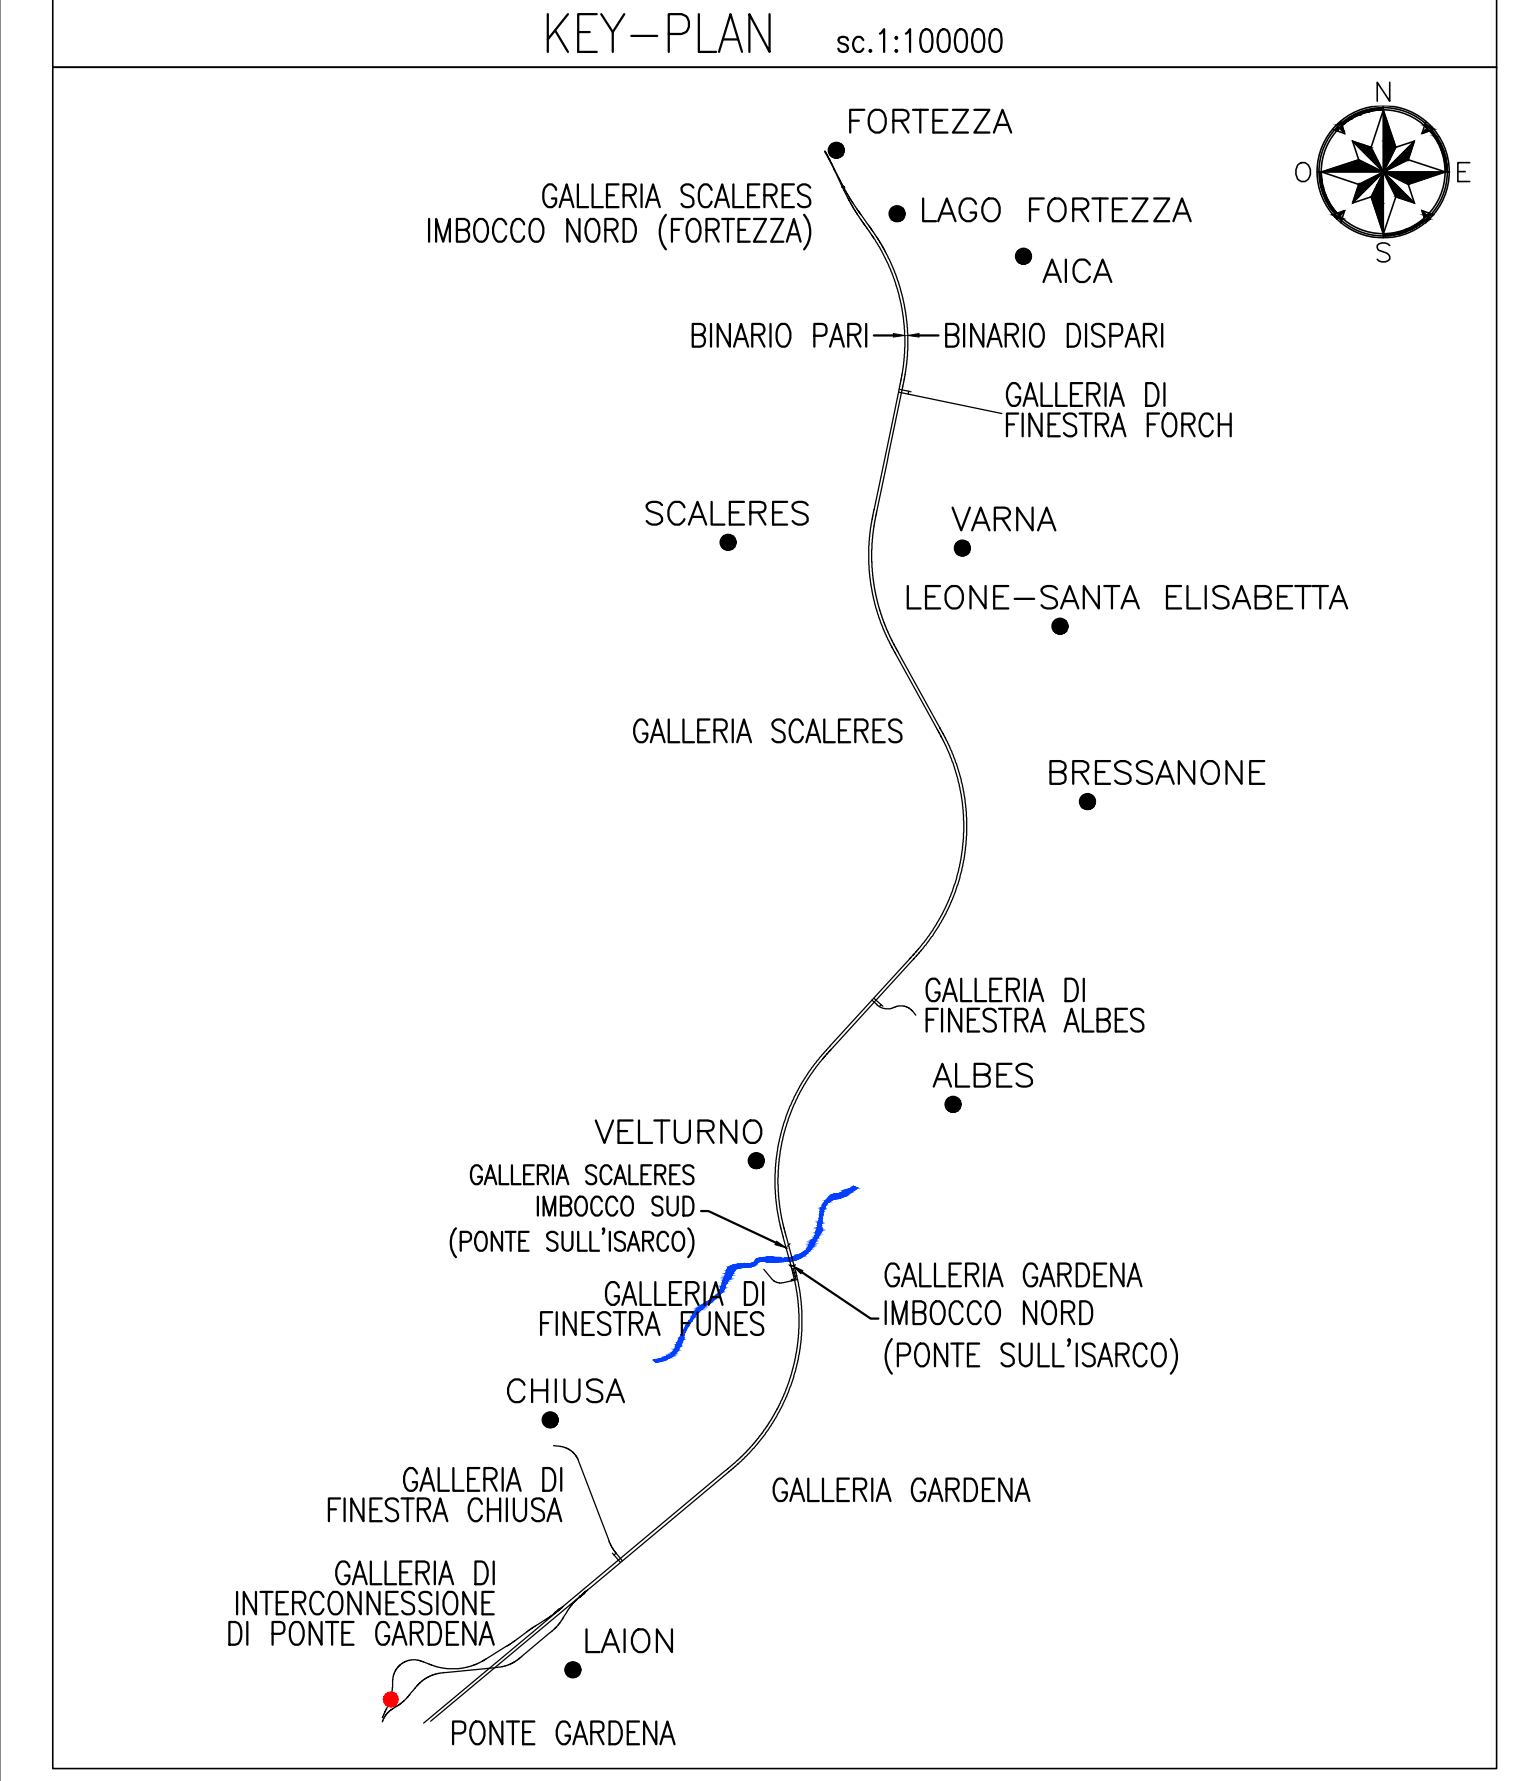 KEY-PLAN sc.1:100000
N
O
E
S
FORTEZZA
GALLERIA SCALERES
IMBOCCO NORD (FORTEZZA)
LAGO FORTEZZA
AICA
BINARIO PARI
BINARIO DISPARI
GALLERIA DI
FINESTRA FORCH
SCALERES
VARNA
LEONE-SANTA ELISABETTA
GALLERIA SCALERES
BRESSANONE
GALLERIA DI
FINESTRA ALBES
ALBES
VELTURNO
GALLERIA SCALERES
IMBOCCO SUD
(PONTE SULL'ISARCO)
GALLERIA DI
FINESTRA FUNES
GALLERIA GARDENA
IMBOCCO NORD
(PONTE SULL'ISARCO)
CHIUSA
GALLERIA DI
FINESTRA CHIUSA
GALLERIA GARDENA
GALLERIA DI
INTERCONNESSIONE
DI PONTE GARDENA
LAION
PONTE GARDENA